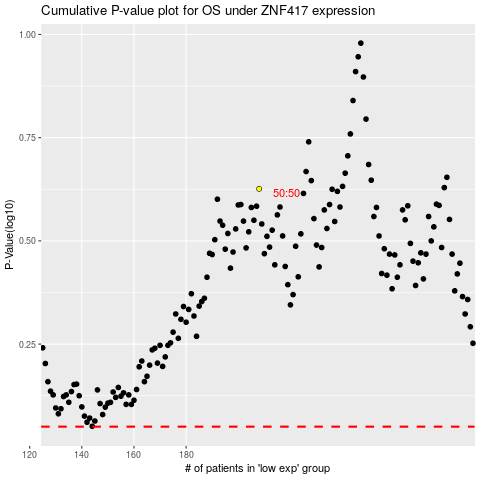 Cumulative P-value plot for OS under ZNF417 expression
P-Value(log10)
1.00
0.75
0.50
0.25
50:50
120 140 160 180
# of patients in 'low exp' group